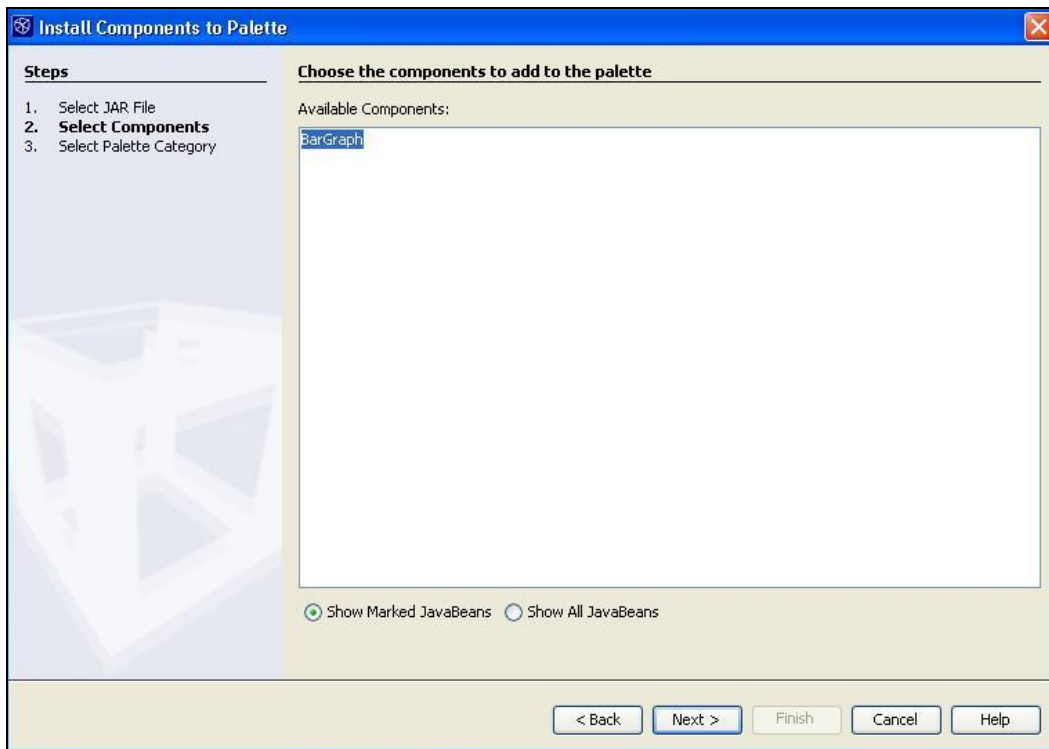 Install Components to Palette
Steps
1. Select JAR File
2. Select Components
3. Select Palette Category
Choose the components to add to the palette
Available Components:
BarGraph
Show Marked JavaBeans Show All JavaBeans
< Back Next > Finish Cancel Help